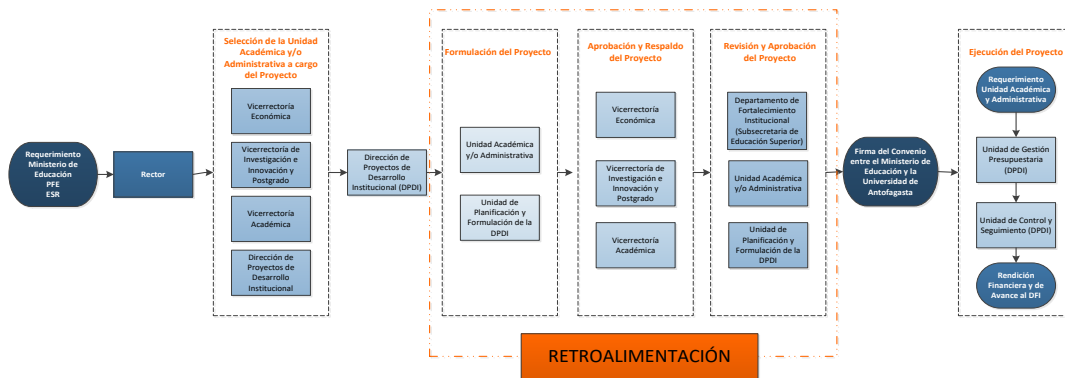 Requerimiento
Ministerio de
Educación
PFE
ESR
Rector
Selección de la Unidad
Académica y/o
Administrativa a cargo
del Proyecto
Vicerrectoría
Económica
Vicerrectoría de
Investigación e
Innovación y
Postgrado
Vicerrectoría
Académica
Dirección de
Proyectos de
Desarrollo
Institucional
Dirección de
Proyectos de
Desarrollo
Institucional (DPDI)
Formulación del Proyecto
Unidad Académica
y/o Administrativa
Unidad de
Planificación y
Formulación de la
DPDI
Aprobación y Respaldo
del Proyecto
Vicerrectoría
Económica
Vicerrectoría de
Investigación e
Innovación y
Postgrado
Vicerrectoría
Académica
Revisión y Aprobación
del Proyecto
Departamento de
Fortalecimiento
Institucional
(Subsecretaria de
Educación Superior)
Unidad Académica
y/o Administrativa
Unidad de
Planificación y
Formulación de la
DPDI
RETROALIMENTACIÓN
Firma del Convenio
entre el Ministerio de
Educación y la
Universidad de
Antofagasta
Ejecución del Proyecto
Requerimiento
Unidad Académica
y Administrativa
Unidad de Gestión
Presupuestaria
(DPDI)
Unidad de Control y
Seguimiento (DPDI)
Rendición
Financiera y de
Avance al DFI